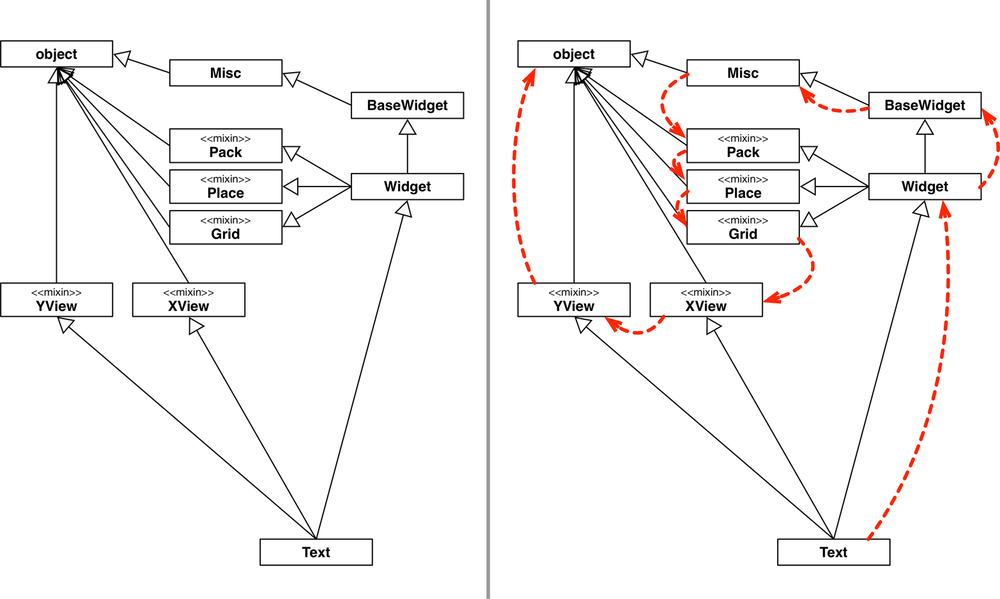 object
Misc
BaseWidget
<<mixin>>
Pack
<<mixin>>
Place
Widget
<<mixin>>
Grid
<<mixin>>
YView
<<mixin>>
XView
Text
object
Misc
BaseWidget
<<mixin>>
Pack
<<mixin>>
Place
Widget
<<mixin>>
Grid
<<mixin>>
YView
<<mixin>>
XView
Text